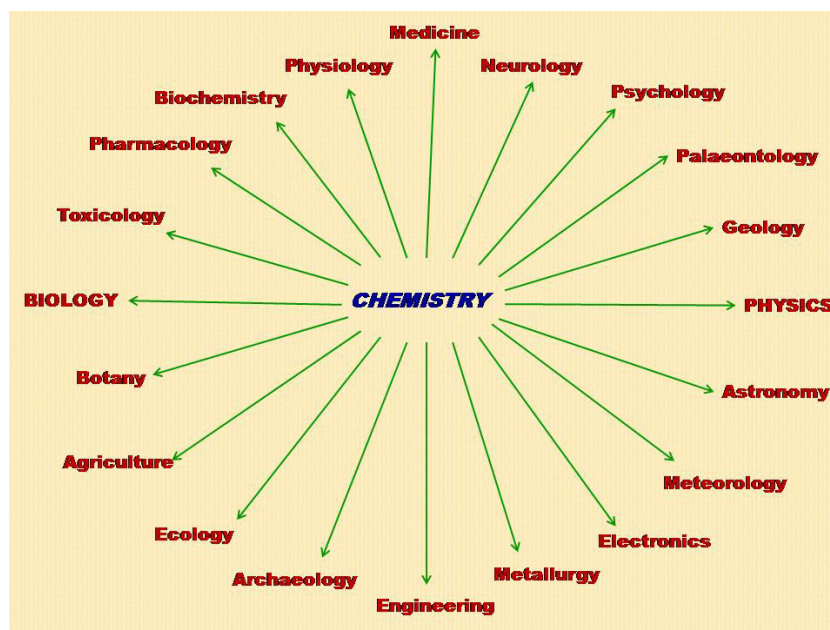 Medicine
Physiology
Neurology
Biochemistry
Psychology
Pharmacology
Palaeontology
Toxicology
Geology
BIOLOGY
CHEMISTRY
PHYSICS
Botany
Astronomy
Agriculture
Meteorology
Ecology
Electronics
Archaeology
Metallurgy
Engineering